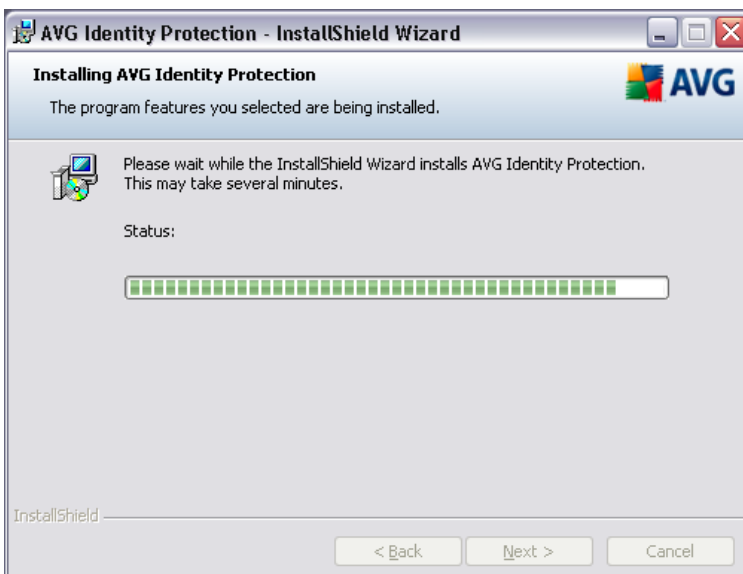 AVG Identity Protection - InstallShield Wizard
Installing AVG Identity Protection
The program features you selected are being installed.
AVG
Please wait while the InstallShield Wizard installs AVG Identity Protection.
This may take several minutes.
Status:
InstallShield
< Back
Next >
Cancel